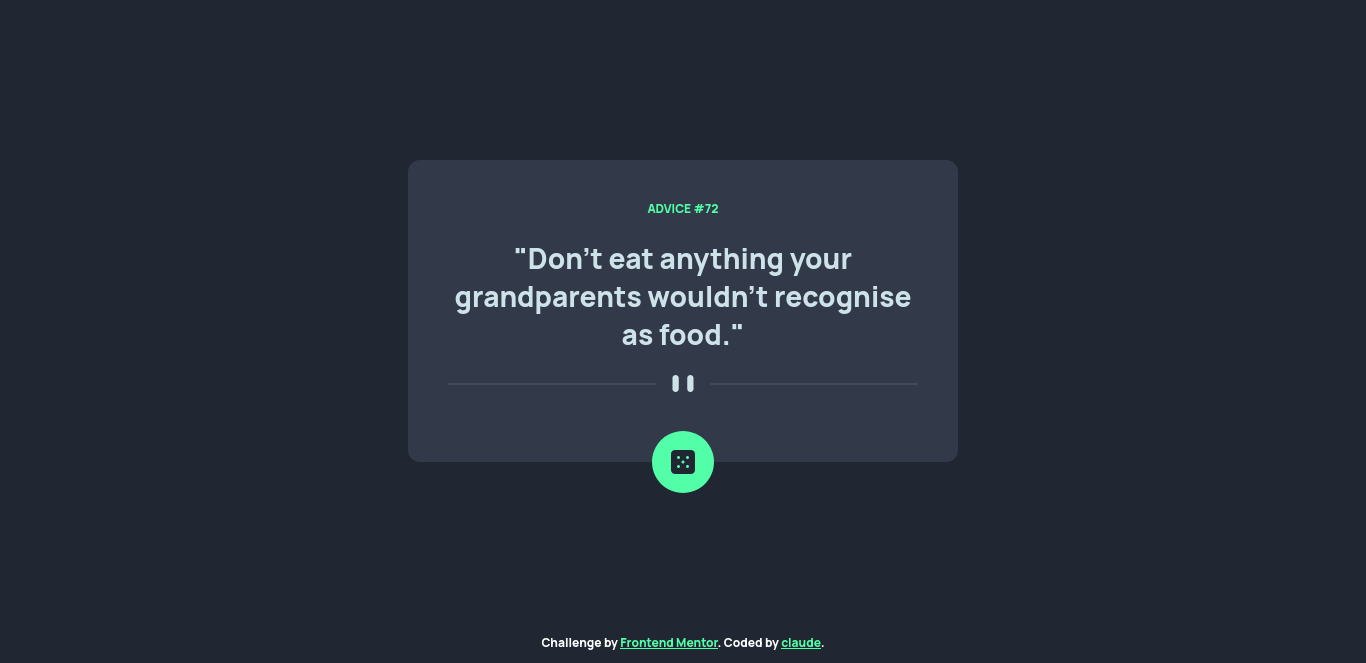 ADVICE #72
"Don't eat anything your
grandparents wouldn't recognise
as food."
Challenge by Frontend Mentor. Coded by claude.